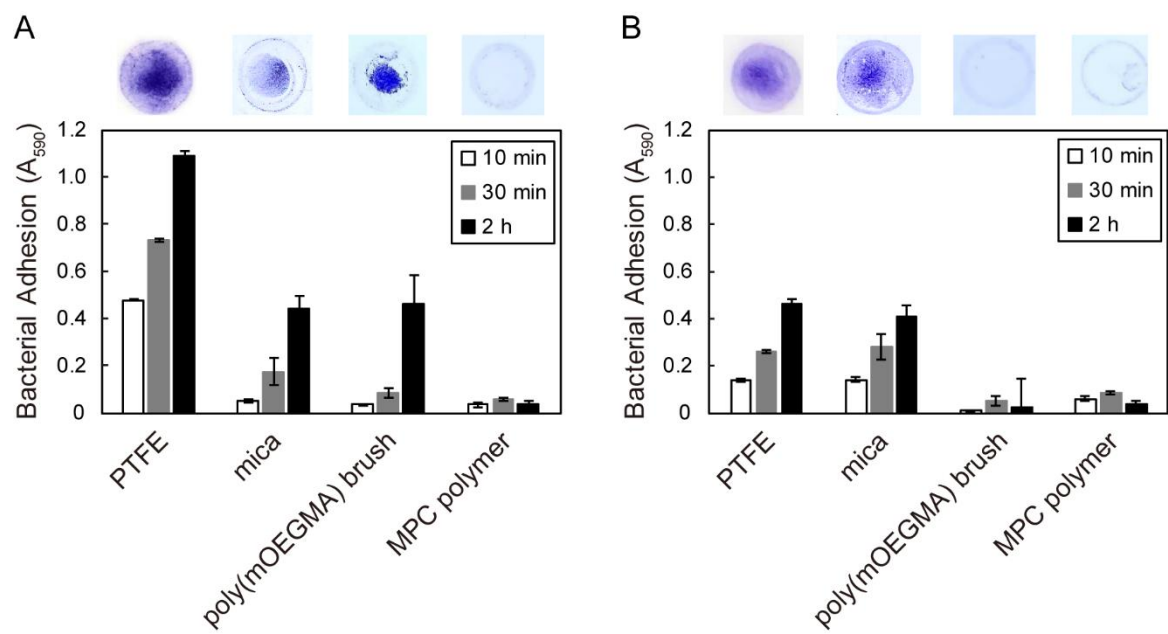 A
Bacterial Adhesion (A₅₉₀)
1.2
1.0
0.8
0.6
0.4
0.2
0
10 min
30 min
2 h
PTFE
mica
poly(mOEGMA) brush
MPC polymer
B
Bacterial Adhesion (A₅₉₀)
1.2
1.0
0.8
0.6
0.4
0.2
0
10 min
30 min
2 h
PTFE
mica
poly(mOEGMA) brush
MPC polymer